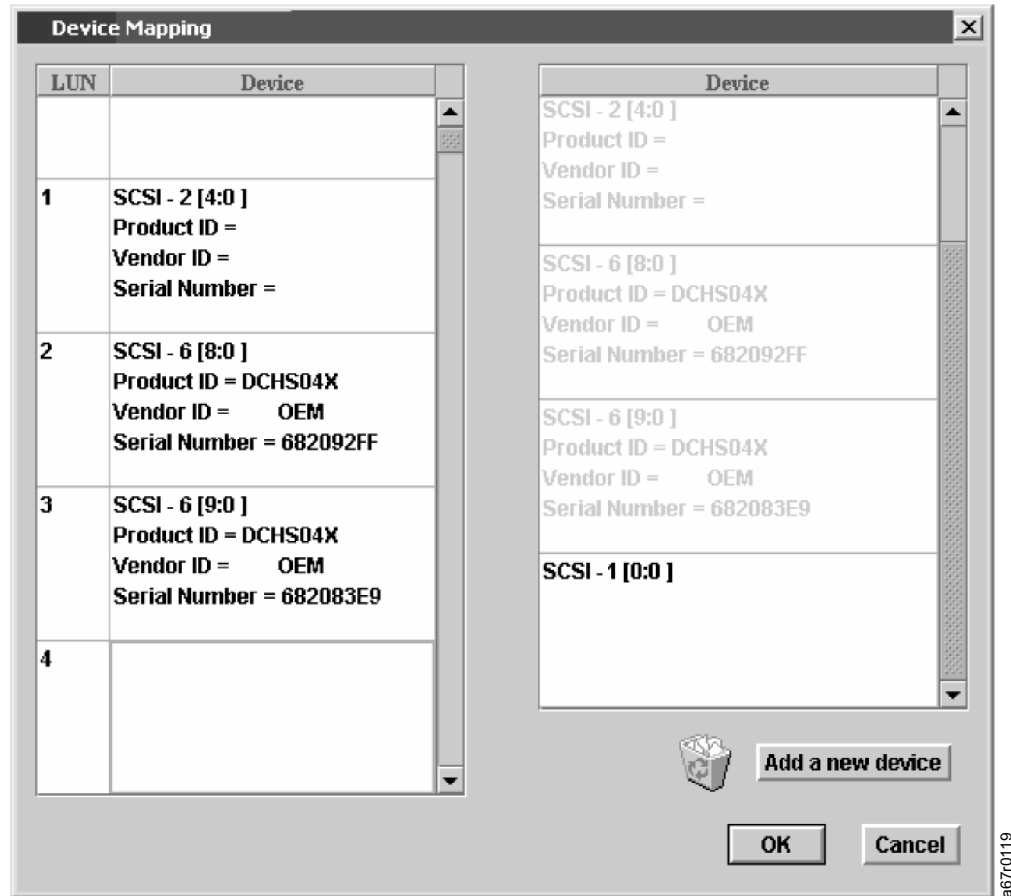 Device Mapping
LUN Device
1 SCSI - 2 [4:0 ]
Product ID =
Vendor ID =
Serial Number =
2 SCSI - 6 [8:0 ]
Product ID = DCHS04X
Vendor ID = OEM
Serial Number = 682092FF
3 SCSI - 6 [9:0 ]
Product ID = DCHS04X
Vendor ID = OEM
Serial Number = 682083E9
4
Device
SCSI - 2 [4:0 ]
Product ID =
Vendor ID =
Serial Number =
SCSI - 6 [8:0 ]
Product ID = DCHS04X
Vendor ID = OEM
Serial Number = 682092FF
SCSI - 6 [9:0 ]
Product ID = DCHS04X
Vendor ID = OEM
Serial Number = 682083E9
SCSI - 1 [0:0 ]
Add a new device
OK Cancel
a67r0119